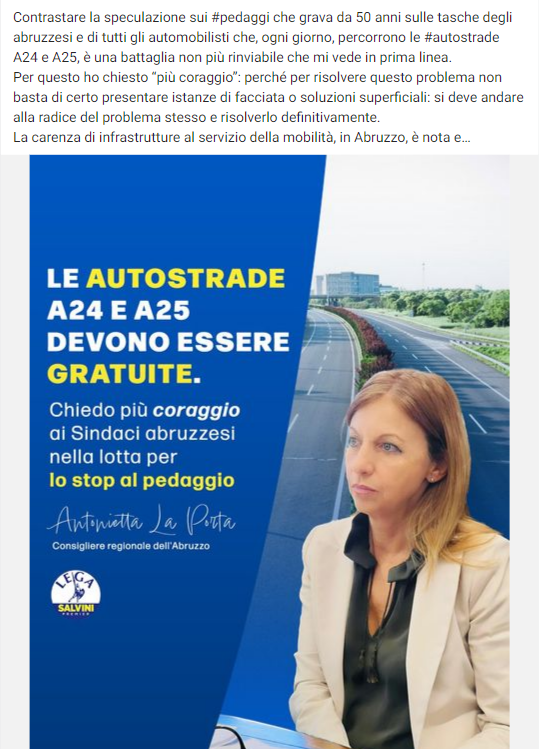 Contrastare la speculazione sui #pedaggi che grava da 50 anni sulle tasche degli
abruzzesi e di tutti gli automobilisti che, ogni giorno, percorrono le #autostrade
A24 e A25, è una battaglia non più rinviabile che mi vede in prima linea.
Per questo ho chiesto “più coraggio”: perché per risolvere questo problema non
basta di certo presentare istanze di facciata o soluzioni superficiali: si deve andare
alla radice del problema stesso e risolverlo definitivamente.
La carenza di infrastrutture al servizio della mobilità, in Abruzzo, è nota e...
LE AUTOSTRADE
A24 E A25
DEVONO ESSERE
GRATUITE.
Chiedo più coraggio
ai Sindaci abruzzesi
nella lotta per
lo stop al pedaggio
Antonietta La Porta
Consigliere regionale dell'Abruzzo
LEGA
SALVINI
PREMIER